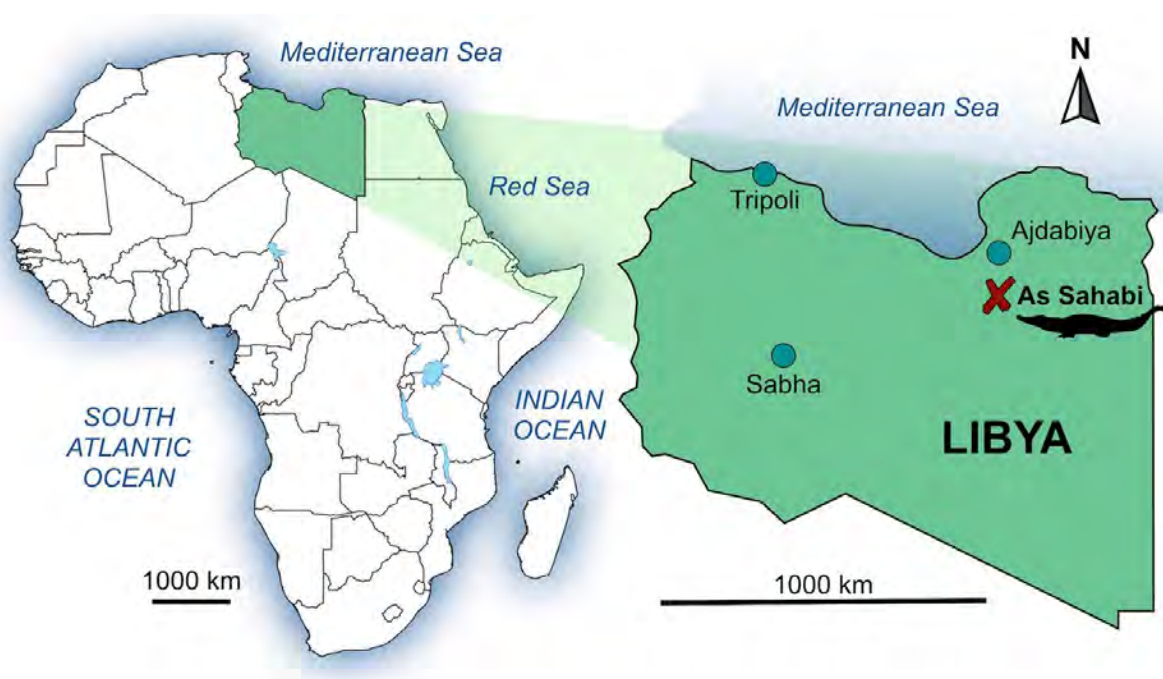 Mediterranean Sea
Red Sea
SOUTH
ATLANTIC
OCEAN
INDIAN
OCEAN
1000 km
N
Mediterranean Sea
Tripoli
Ajdabiya
As Sahabi
Sabha
LIBYA
1000 km